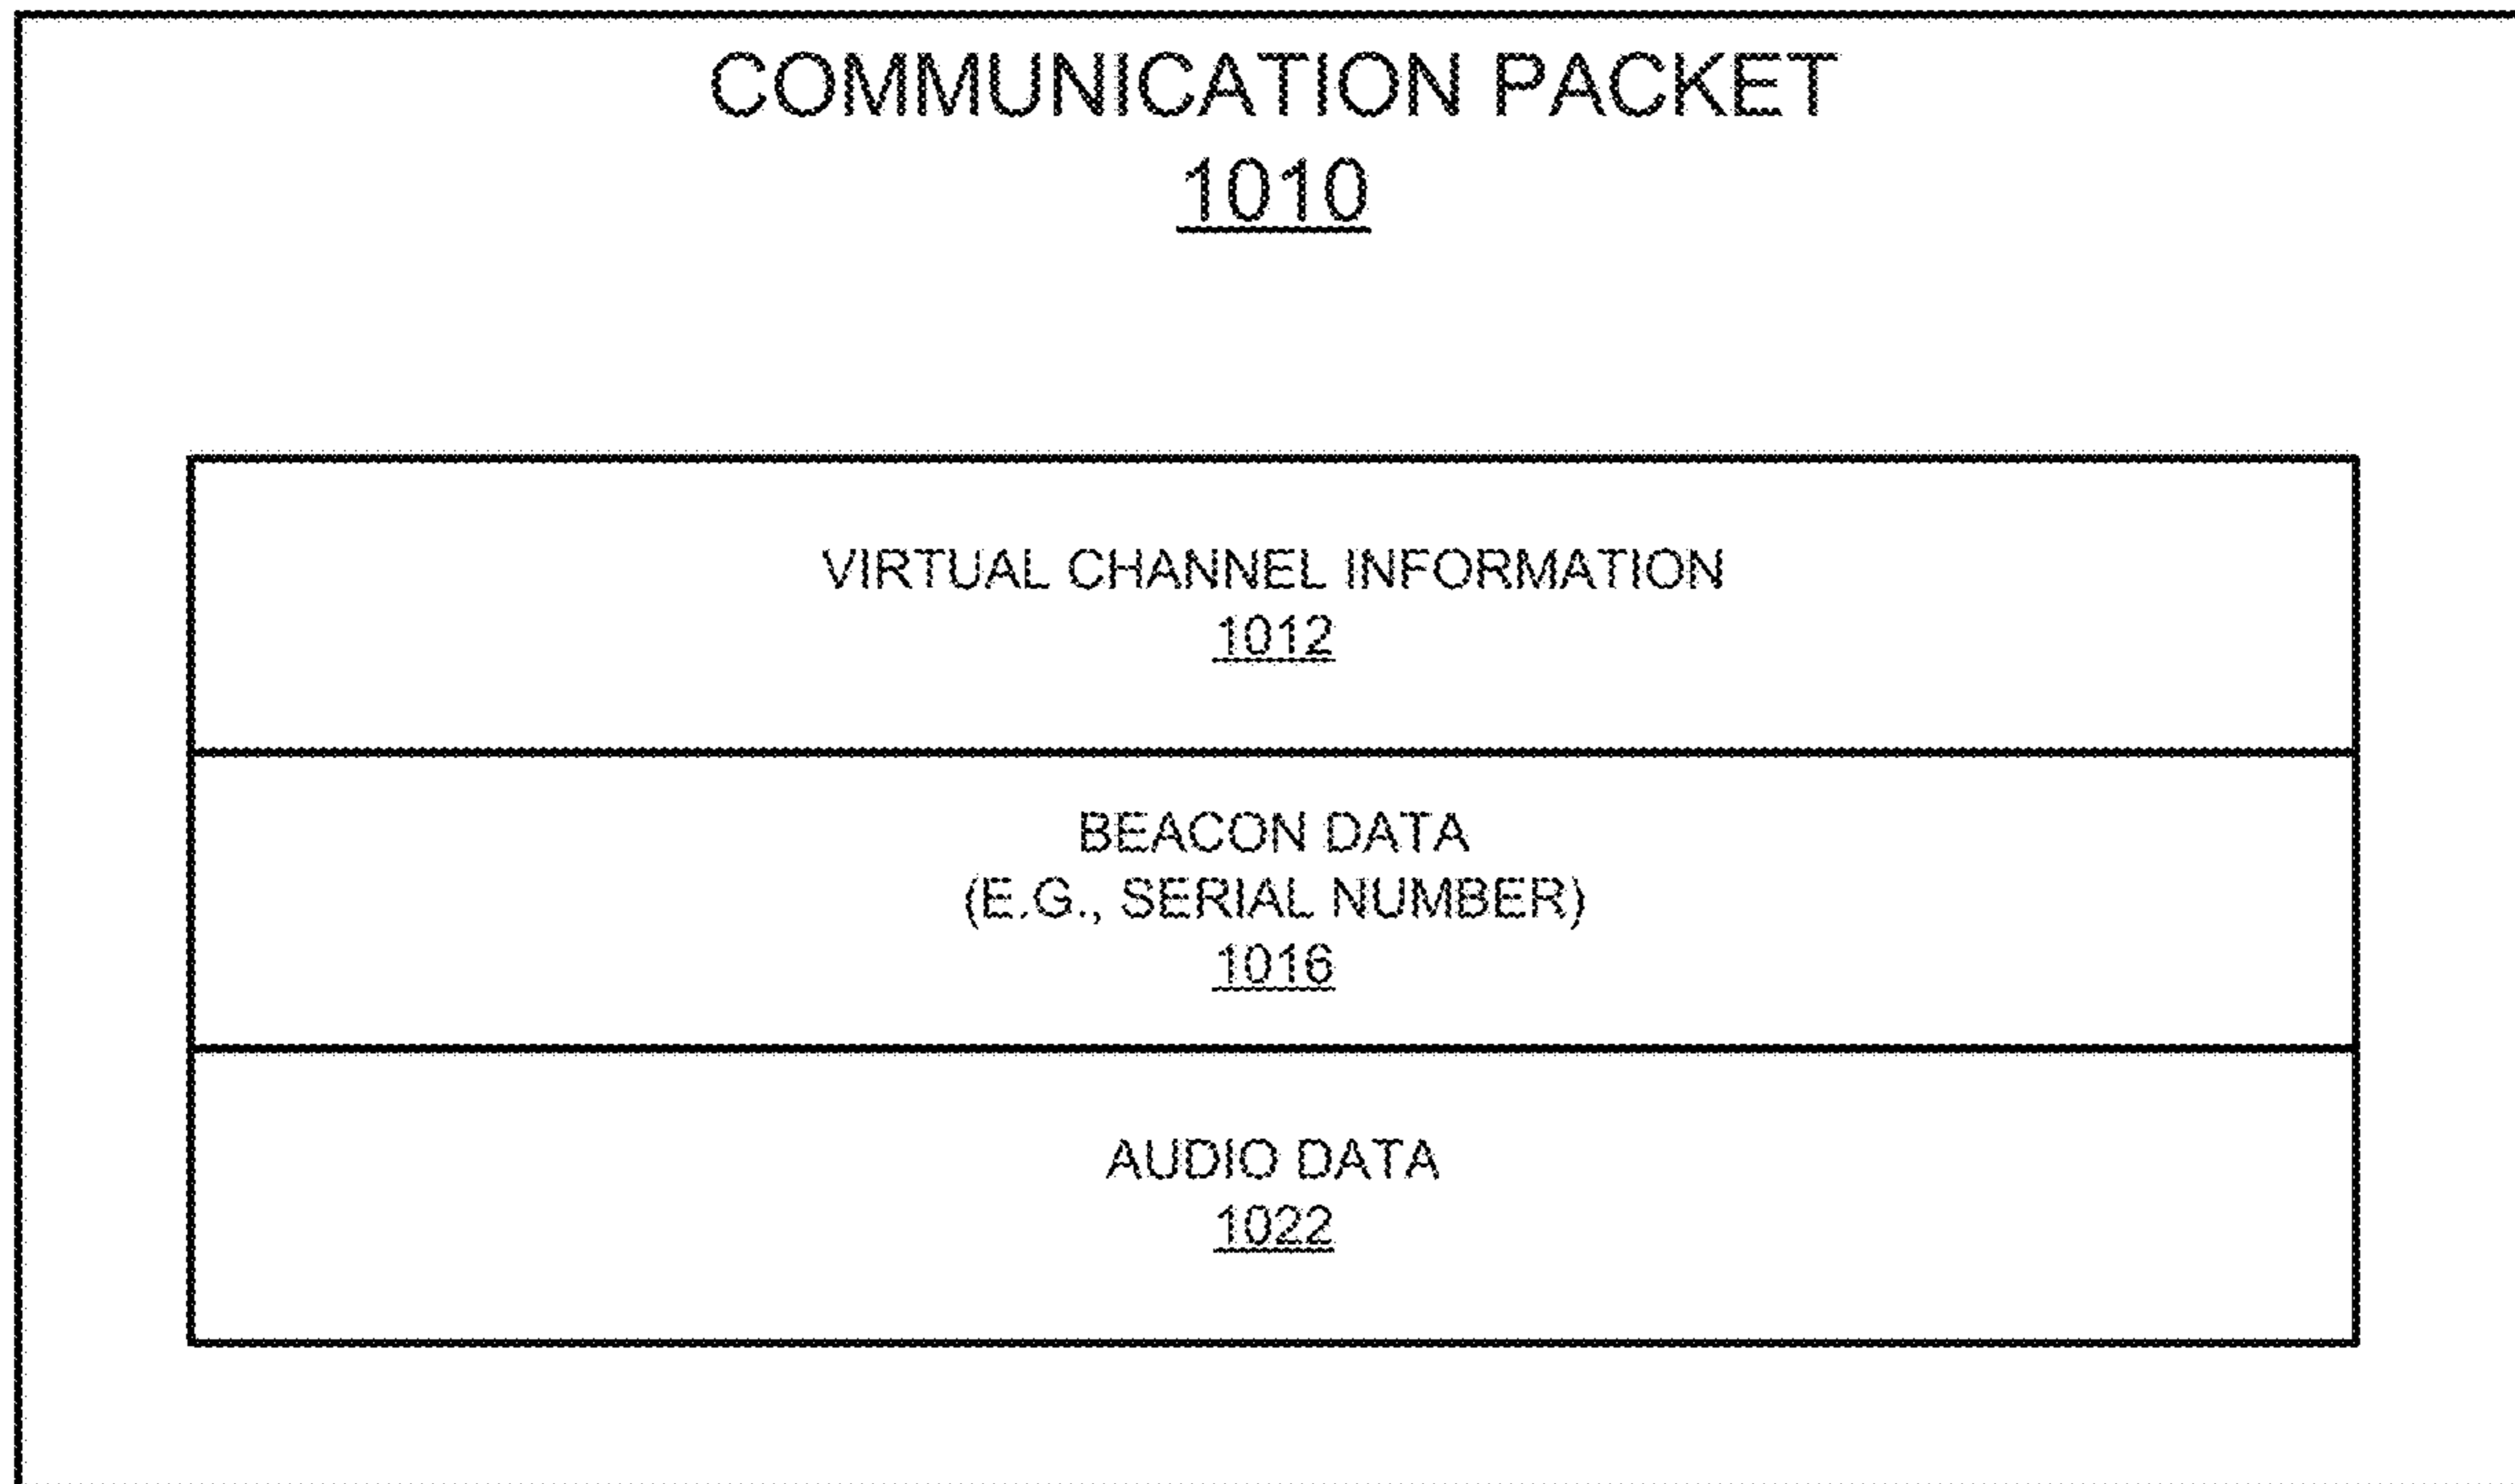 COMMUNICATION PACKET
1010
VIRTUAL CHANNEL INFORMATION
1012
BEACON DATA
(E.G., SERIAL NUMBER)
1016
AUDIO DATA
1022